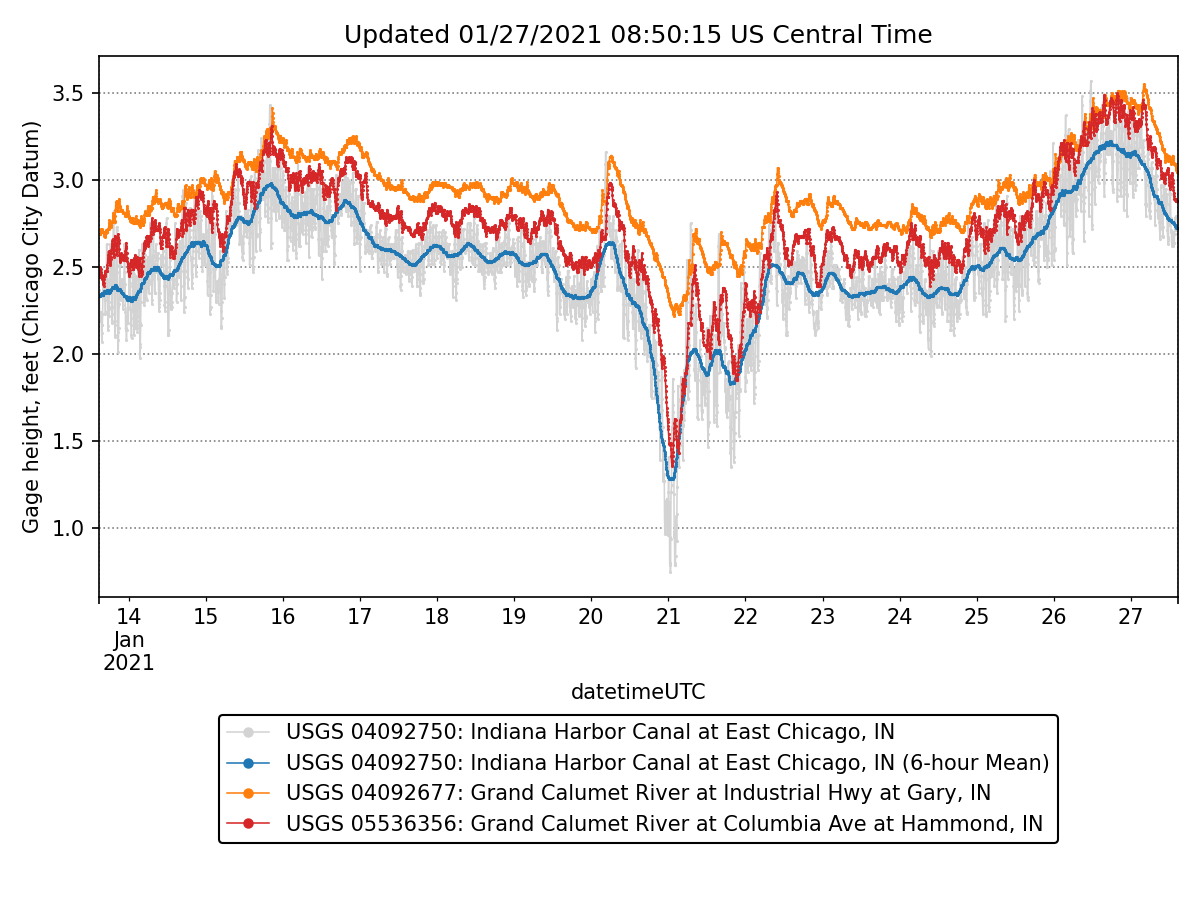 Updated 01/27/2021 08:50:15 US Central Time
Gage height, feet (Chicago City Datum)
3.5
3.0
2.5
2.0
1.5
1.0
14 15 16 17 18 19 20 21 22 23 24 25 26 27
Jan
2021
datetimeUTC
USGS 04092750: Indiana Harbor Canal at East Chicago, IN
USGS 04092750: Indiana Harbor Canal at East Chicago, IN (6-hour Mean)
USGS 04092677: Grand Calumet River at Industrial Hwy at Gary, IN
USGS 05536356: Grand Calumet River at Columbia Ave at Hammond, IN